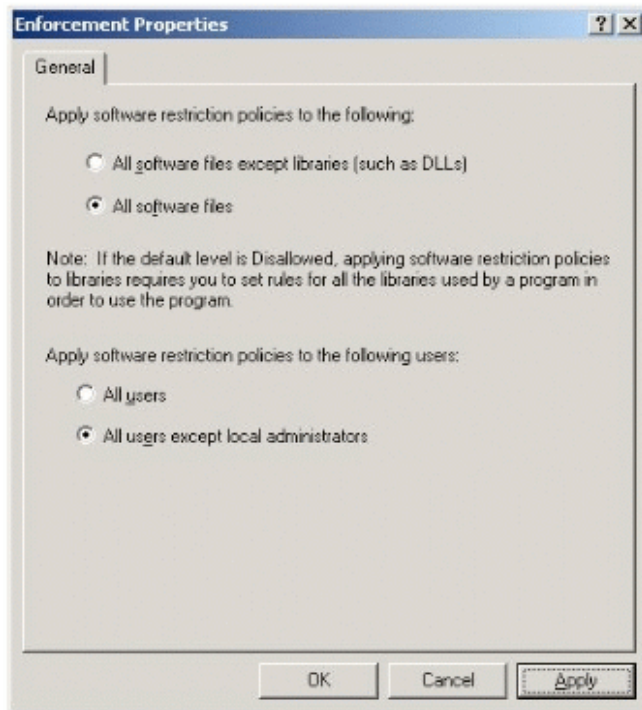 Enforcement Properties
General
Apply software restriction policies to the following:
All software files except libraries (such as DLLs)
All software files
Note: If the default level is Disallowed, applying software restriction policies
to libraries requires you to set rules for all the libraries used by a program in
order to use the program.
Apply software restriction policies to the following users:
All users
All users except local administrators
OK Cancel Apply